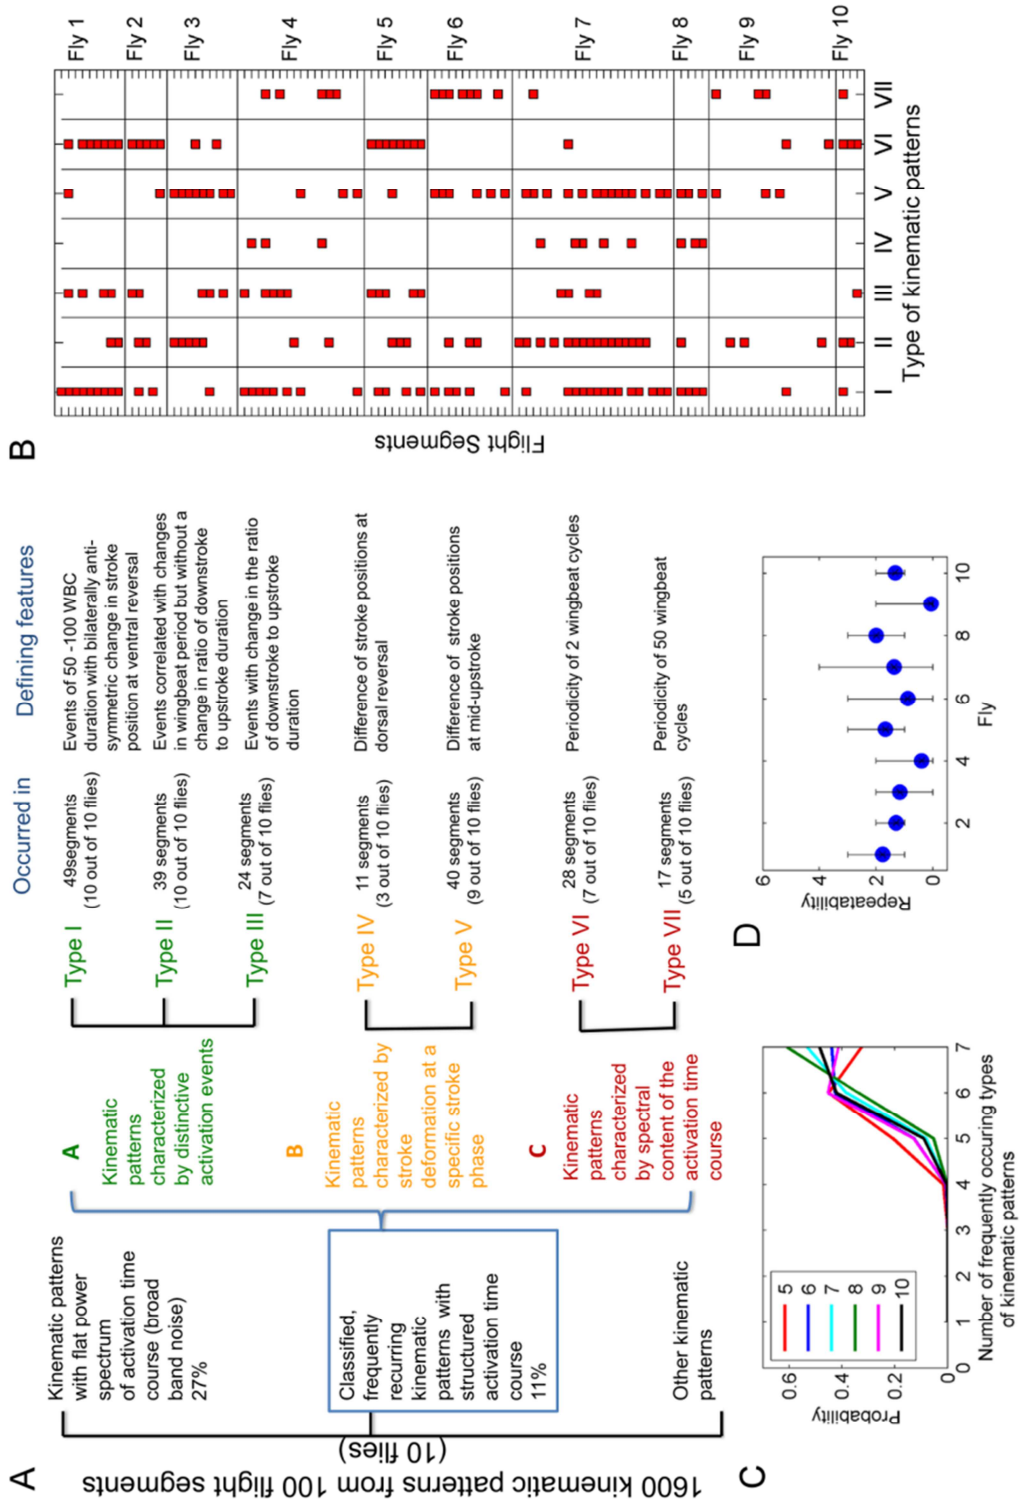 A
1600 kinematic patterns from 100 flight segments
(10 flies)
Kinematic patterns
with flat power
spectrum
of activation time
course (broad
band noise)
27%
Classified,
frequently
recurring
kinematic
patterns with
structured
activation time
course
11%
Other kinematic
patterns
A
Kinematic
patterns
characterized
by distinctive
activation events
B
Kinematic
patterns
characterized by
stroke
deformation at a
specific stroke
phase
C
Kinematic
patterns
characterized
by spectral
content of the
activation time
course
Occurred in
Defining features
Type I
49segments
(10 out of 10 flies)
Events of 50 -100 WBC
duration with bilaterally anti-
symmetric change in stroke
position at ventral reversal
Type II
39 segments
(10 out of 10 flies)
Events correlated with changes
in wingbeat period but without a
change in ratio of downstroke
to upstroke duration
Type III
24 segments
(7 out of 10 flies)
Events with change in the ratio
of downstroke to upstroke
duration
Type IV
11 segments
(3 out of 10 flies)
Difference of stroke positions at
dorsal reversal
Type V
40 segments
(9 out of 10 flies)
Difference of stroke positions
at mid-upstroke
Type VI
28 segments
(7 out of 10 flies)
Periodicity of 2 wingbeat cycles
Type VII
17 segments
(5 out of 10 flies)
Periodicity of 50 wingbeat
cycles
B
Flight Segments
Fly 1
Fly 2
Fly 3
Fly 4
Fly 5
Fly 6
Fly 7
Fly 8
Fly 9
Fly 10
I II III IV V VI VII
Type of kinematic patterns
C
Probability
0.6
0.4
0.2
0
5
6
7
8
9
10
0 1 2 3 4 5 6 7
Number of frequently occuring types
of kinematic patterns
D
Repeatability
6
4
2
0
2 4 6 8 10
Fly